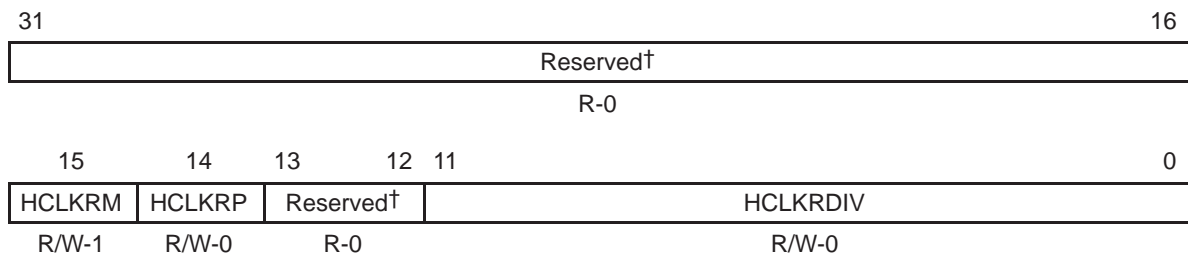 31 16
Reserved†
R-0
15 14 13 12 11 0
HCLKRM HCLKRP Reserved† HCLKRDIV
R/W-1 R/W-0 R-0 R/W-0